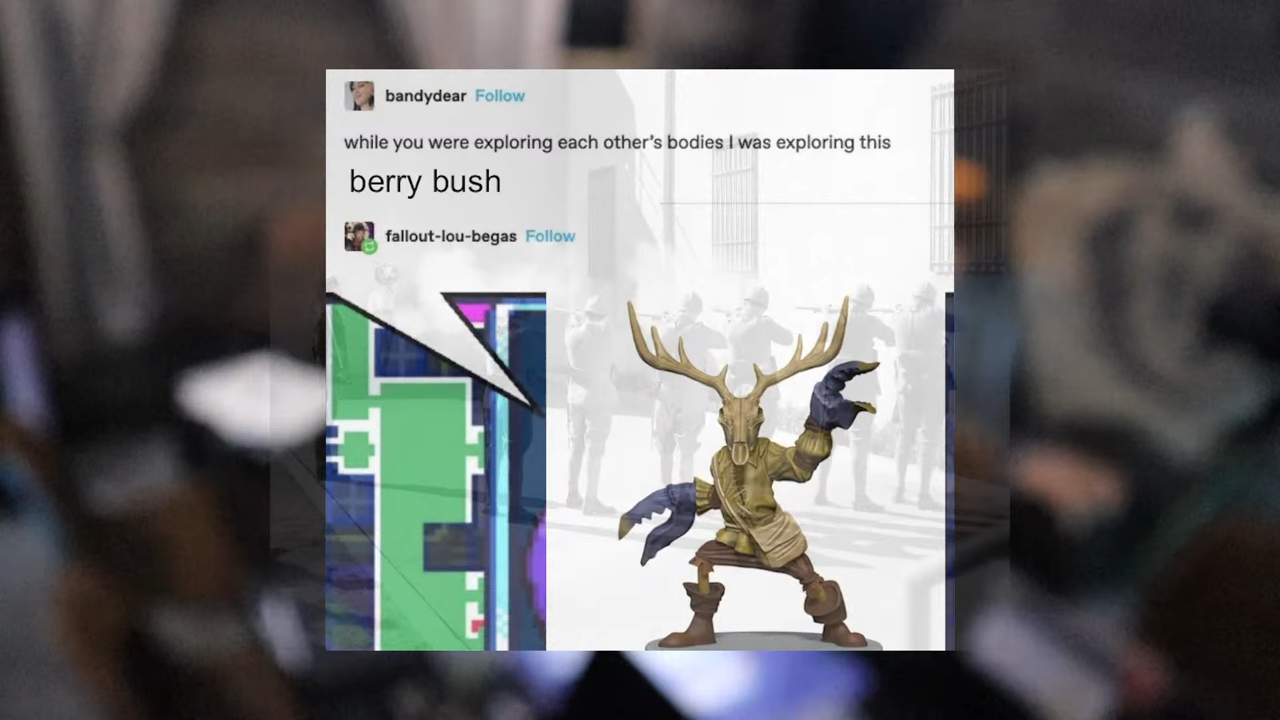 bandydear Follow
while you were exploring each other's bodies I was exploring this
berry bush
fallout-lou-begas Follow